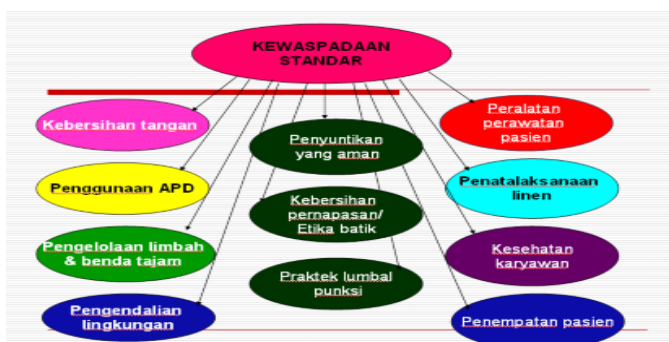 KEWASPADAAN
STANDAR
Kebersihan tangan
Penggunaan APD
Pengelolaan limbah
& benda tajam
Pengendalian
lingkungan
Penyuntikan
yang aman
Kebersihan
pernapasan/
Etika batik
Praktek lumbal
punksi
Peralatan
perawatan
pasien
Penatalaksanaan
linen
Kesehatan
karyawan
Penempatan pasien